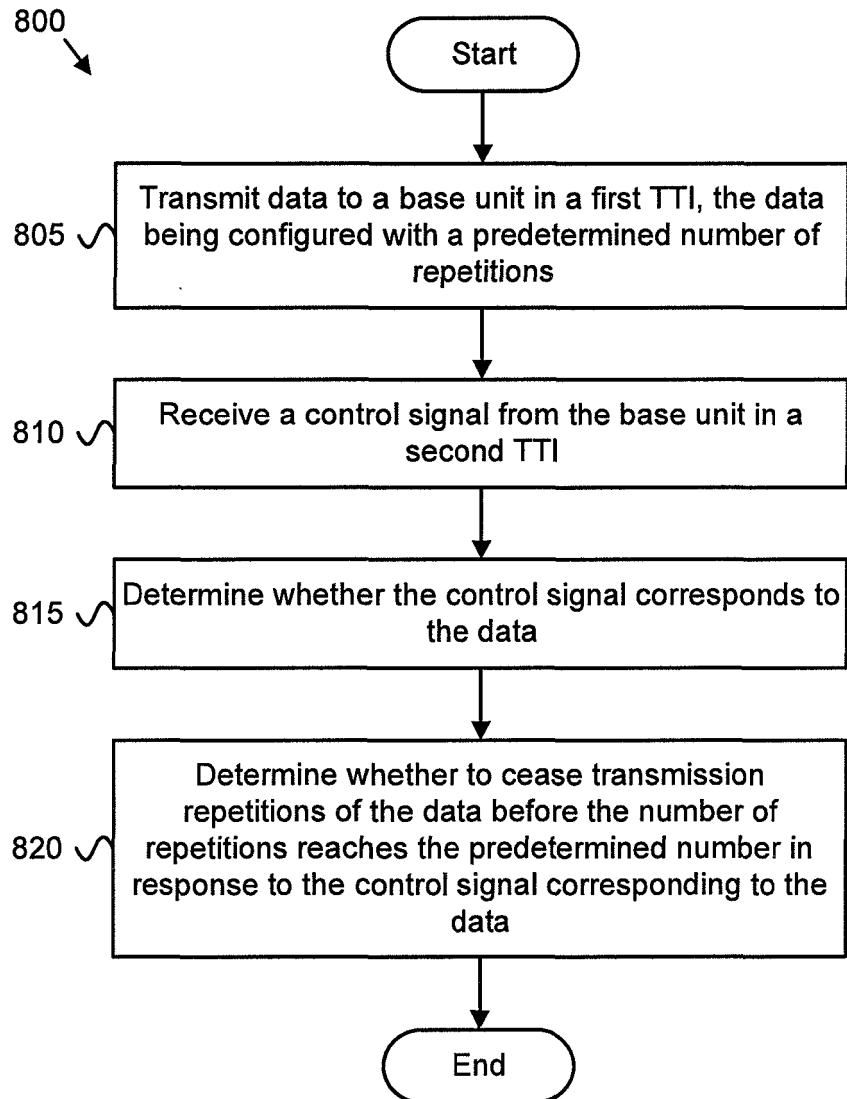 800
Start
805
Transmit data to a base unit in a first TTI, the data
being configured with a predetermined number of
repetitions
810
Receive a control signal from the base unit in a
second TTI
815
Determine whether the control signal corresponds to
the data
820
Determine whether to cease transmission
repetitions of the data before the number of
repetitions reaches the predetermined number in
response to the control signal corresponding to the
data
End